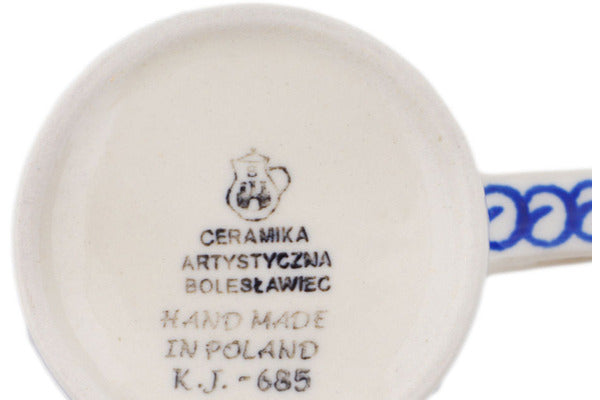 CERAMIKA
ARTYSTYCZNA
BOLESŁAWIEC
HAND MADE
IN POLAND
K.J. - 685